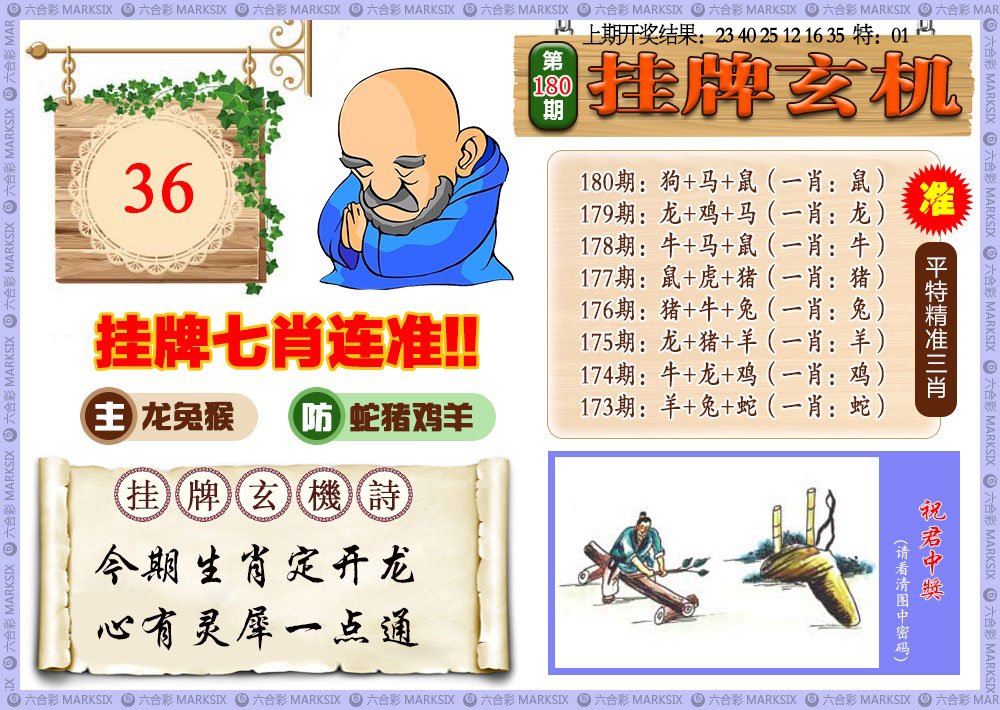 上期开奖结果：23 40 25 12 16 35 特：01
第
180
期
挂牌玄机
36
挂牌七肖连准!!
主 龙兔猴
防 蛇猪鸡羊
挂牌玄機詩
今期生肖定开龙
心有灵犀一点通
180期：狗+马+鼠（一肖：鼠）
179期：龙+鸡+马（一肖：龙）
178期：牛+马+鼠（一肖：牛）
177期：鼠+虎+猪（一肖：猪）
176期：猪+牛+兔（一肖：兔）
175期：龙+猪+羊（一肖：羊）
174期：牛+龙+鸡（一肖：鸡）
173期：羊+兔+蛇（一肖：蛇）
准
平特精准三肖
祝君中獎
（请看清图中密码）
六合彩 MARKSIX